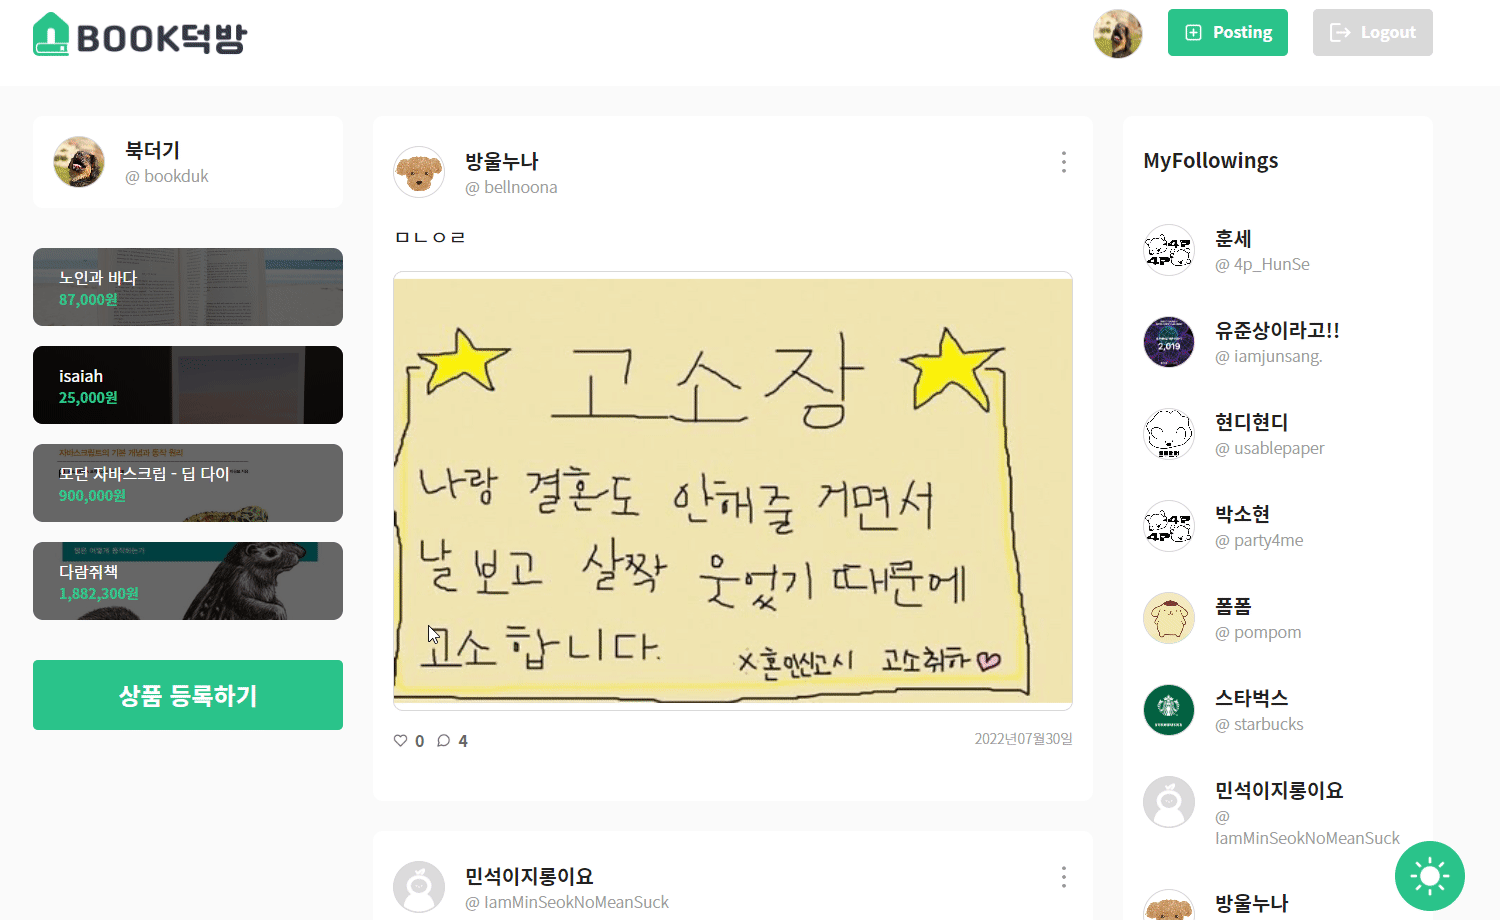 BOOK덕방
Posting
Logout
북더기
@ bookduk
노인과 바다
87,000원
isaiah
25,000원
자바스크립트의 기본 개념과 동작 원리
모던 자바스크립 - 딥 다이
900,000원
다람쥐책
1,882,300원
상품 등록하기
방울누나
@ bellnoona
ㅁㄴㅇㄹ
고소장
나랑 결혼도 안해줄 거면서
날 보고 살짝 웃었기 때문에
고소합니다.
X혼인신고시 고소취하
0 4
2022년07월30일
민석이지롱이요
@ IamMinSeokNoMeanSuck
MyFollowings
훈세
@ 4p_HunSe
유준상이라고!!
2,019
@ iamjunsang.
현디현디
@ usablepaper
박소현
@ party4me
폼폼
@ pompom
스타벅스
@ starbucks
민석이지롱이요
@
IamMinSeokNoMeanSuck
방울누나